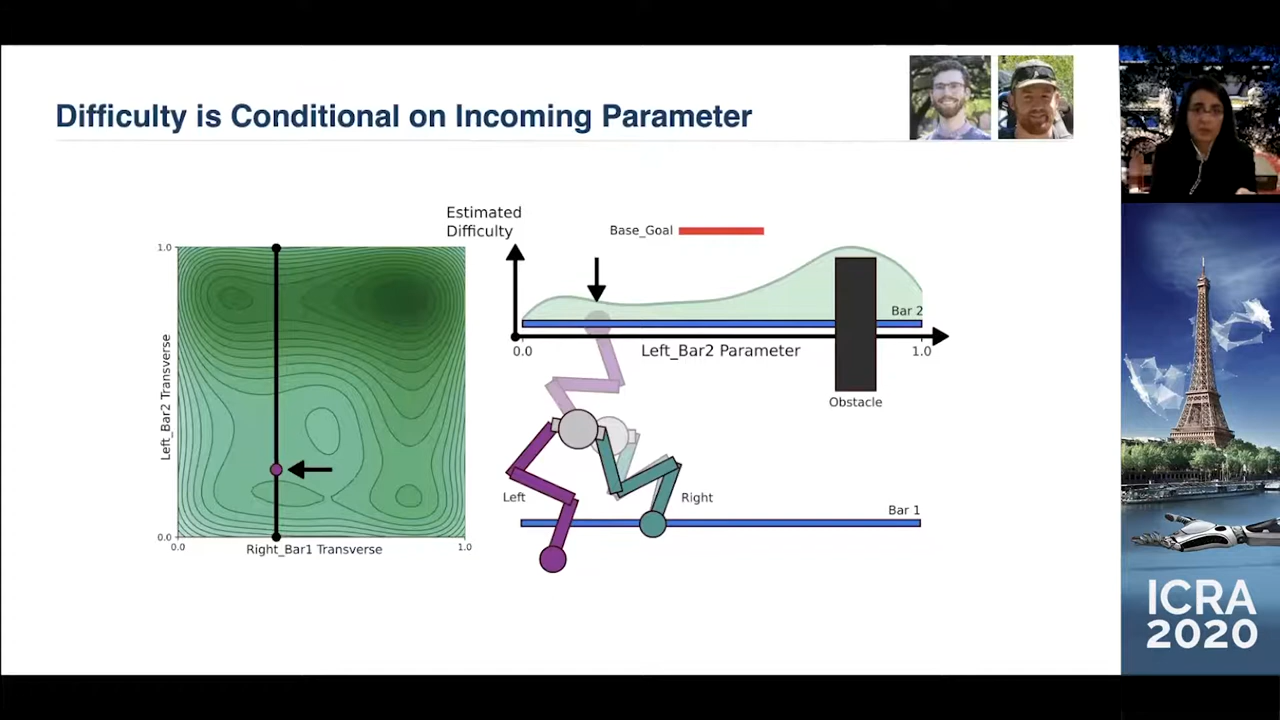 Difficulty is Conditional on Incoming Parameter
Estimated
Difficulty
Base_Goal
1.0
Left_Bar2 Transverse
0.0
0.0
Right_Bar1 Transverse
1.0
Bar 2
0.0
Left_Bar2 Parameter
1.0
Obstacle
Left
Right
Bar 1
ICRA
2020